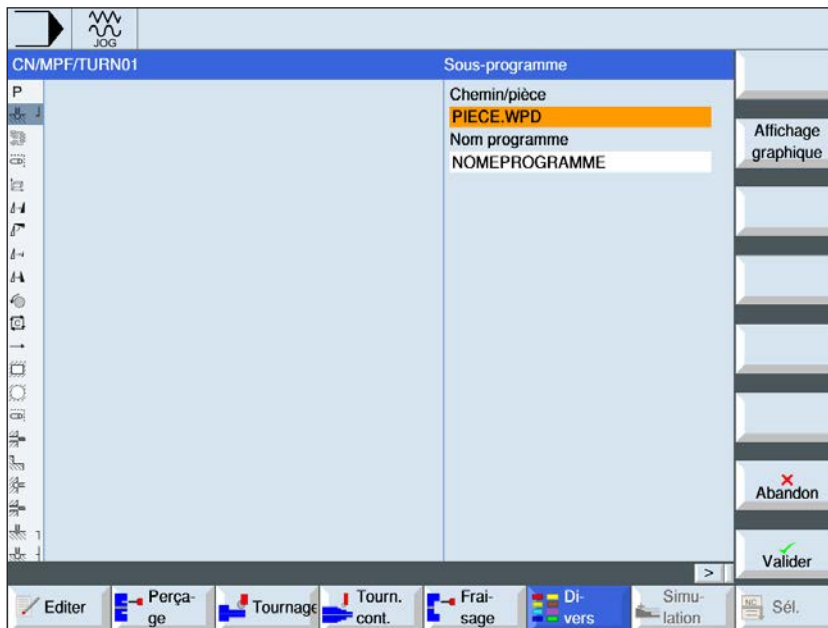 JOG
CN/MPF/TURN01
Sous-programme
P
Chemin/pièce
PIECE.WPD
Nom programme
NOMEPROGRAMME
Affichage
graphique
Abandon
Valider
>
Editer
Perça-
ge
Tournage
Tourn.
cont.
Frai-
sage
Di-
vers
Simu-
lation
NC
Sél.